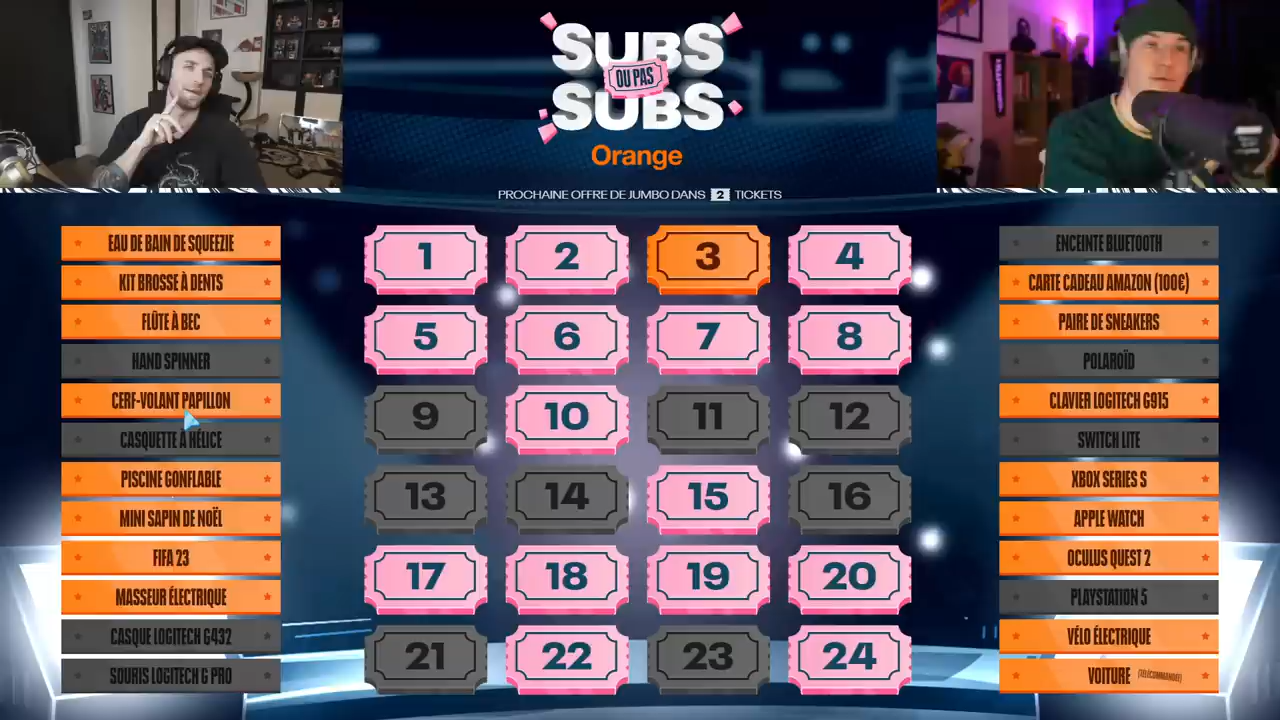 SUBS
OU PAS
SUBS
Orange
PROCHAINE OFFRE DE JUMBO DANS 2 TICKETS
EAU DE BAIN DE SQUEEZIE
KIT BROSSE À DENTS
FLÛTE À BEC
HAND SPINNER
CERF-VOLANT PAPILLON
CASQUETTE À HÉLICE
PISCINE GONFLABLE
MINI SAPIN DE NOËL
FIFA 23
MASSEUR ÉLECTRIQUE
CASQUE LOGITECH G432
SOURIS LOGITECH G PRO
1 2 3 4
5 6 7 8
9 10 11 12
13 14 15 16
17 18 19 20
21 22 23 24
ENCEINTE BLUETOOTH
CARTE CADEAU AMAZON (100€)
PAIRE DE SNEAKERS
POLAROÏD
CLAVIER LOGITECH G915
SWITCH LITE
XBOX SERIES S
APPLE WATCH
OCULUS QUEST 2
PLAYSTATION 5
VÉLO ÉLECTRIQUE
VOITURE (TÉLÉCOMMANDÉE)